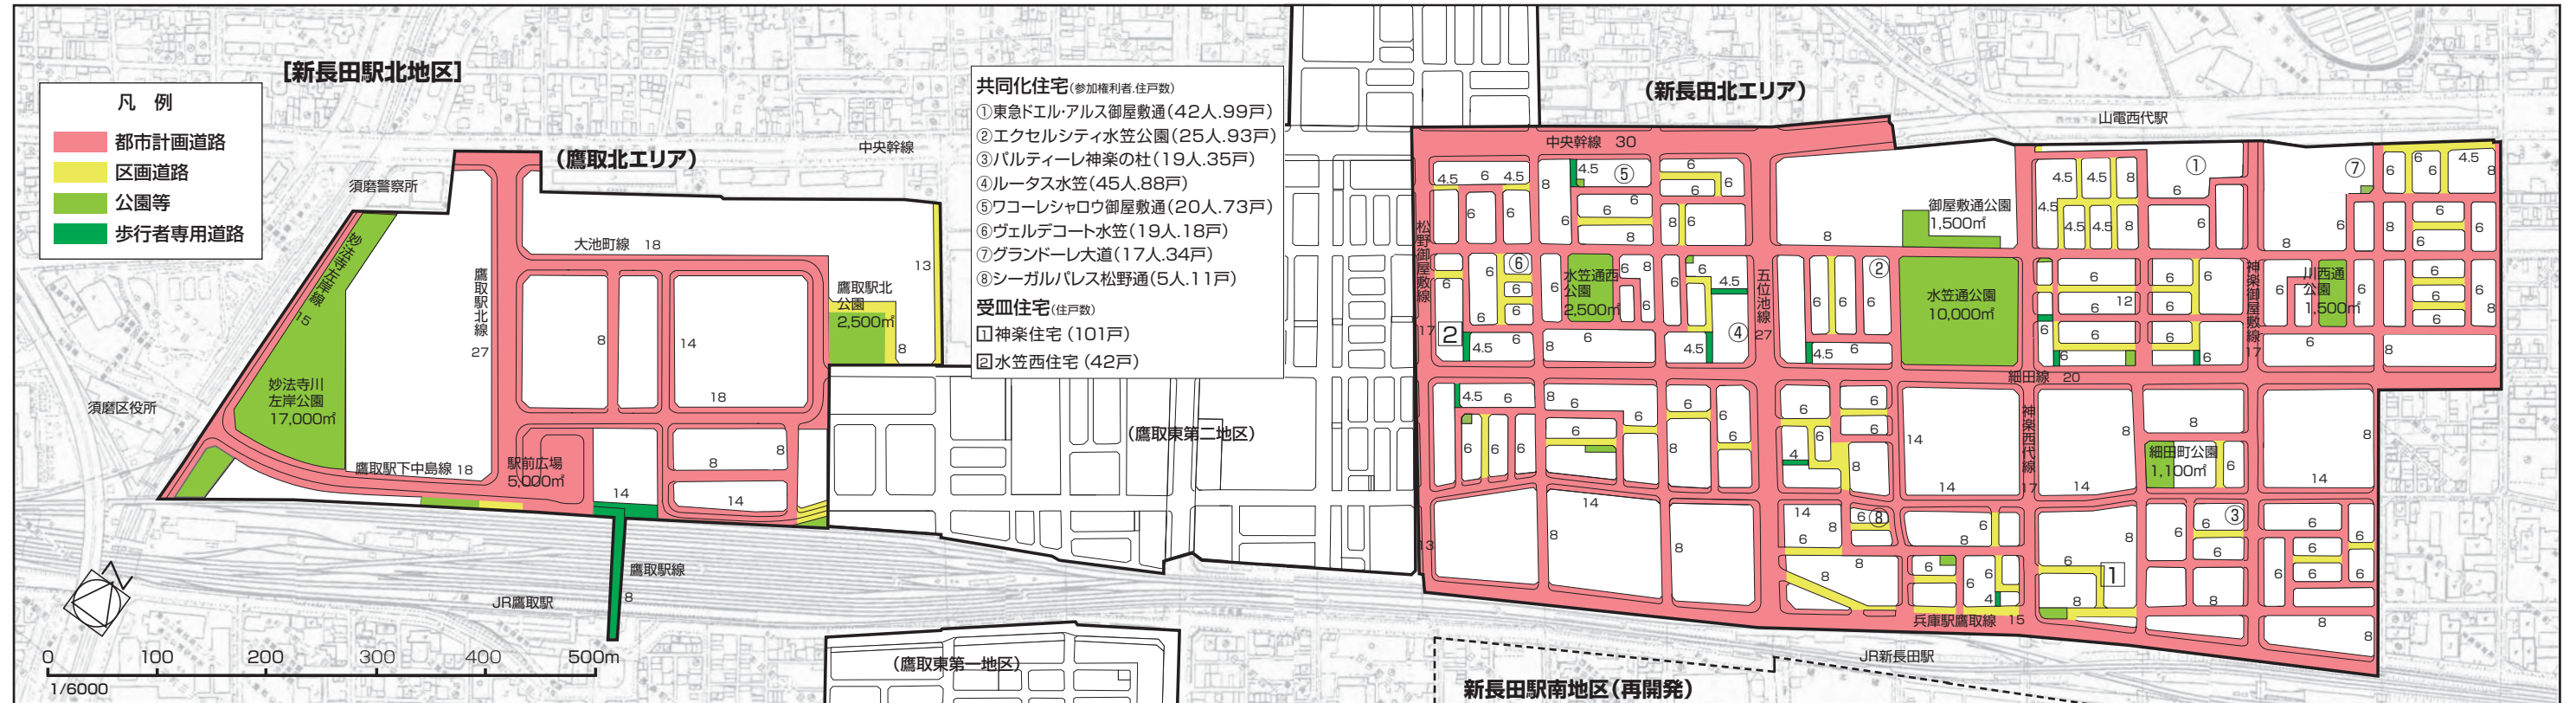 [新長田駅北地区]
凡 例
都市計画道路
区画道路
公園等
歩行者専用道路
(鷹取北エリア)
須磨警察所
中央幹線
大池町線 18
妙法寺左岸線
15
鷹取駅北線
27
13
鷹取駅北
公園
2,500㎡
8
8
14
18
妙法寺川
左岸公園
17,000㎡
須磨区役所
鷹取駅下中島線 18
駅前広場
5,000㎡
14
8
8
14
鷹取駅線
8
JR鷹取駅
N
0 100 200 300 400 500m
1/6000
共同化住宅(参加権利者.住戸数)
①東急ドエル・アルス御屋敷通(42人.99戸)
②エクセルシティ水笠公園(25人.93戸)
③パルティーレ神楽の杜(19人.35戸)
④ルータス水笠(45人.88戸)
⑤ワコーレシャロウ御屋敷通(20人.73戸)
⑥ヴェルデコート水笠(19人.18戸)
⑦グランドーレ大道(17人.34戸)
⑧シーガルパレス松野通(5人.11戸)
受皿住宅(住戸数)
1神楽住宅 (101戸)
2水笠西住宅 (42戸)
(鷹取東第二地区)
(鷹取東第一地区)
(新長田北エリア)
山電西代駅
中央幹線 30
松野御屋敷線
17
13
五位池線
27
御屋敷通公園
1,500㎡
水笠通西
公園
2,500㎡
水笠通公園
10,000㎡
神楽御屋敷線
17
川西通
公園
1,500㎡
細田線 20
神楽西代線
17
細田町公園
1,100㎡
兵庫駅鷹取線 15
JR新長田駅
新長田駅南地区(再開発)